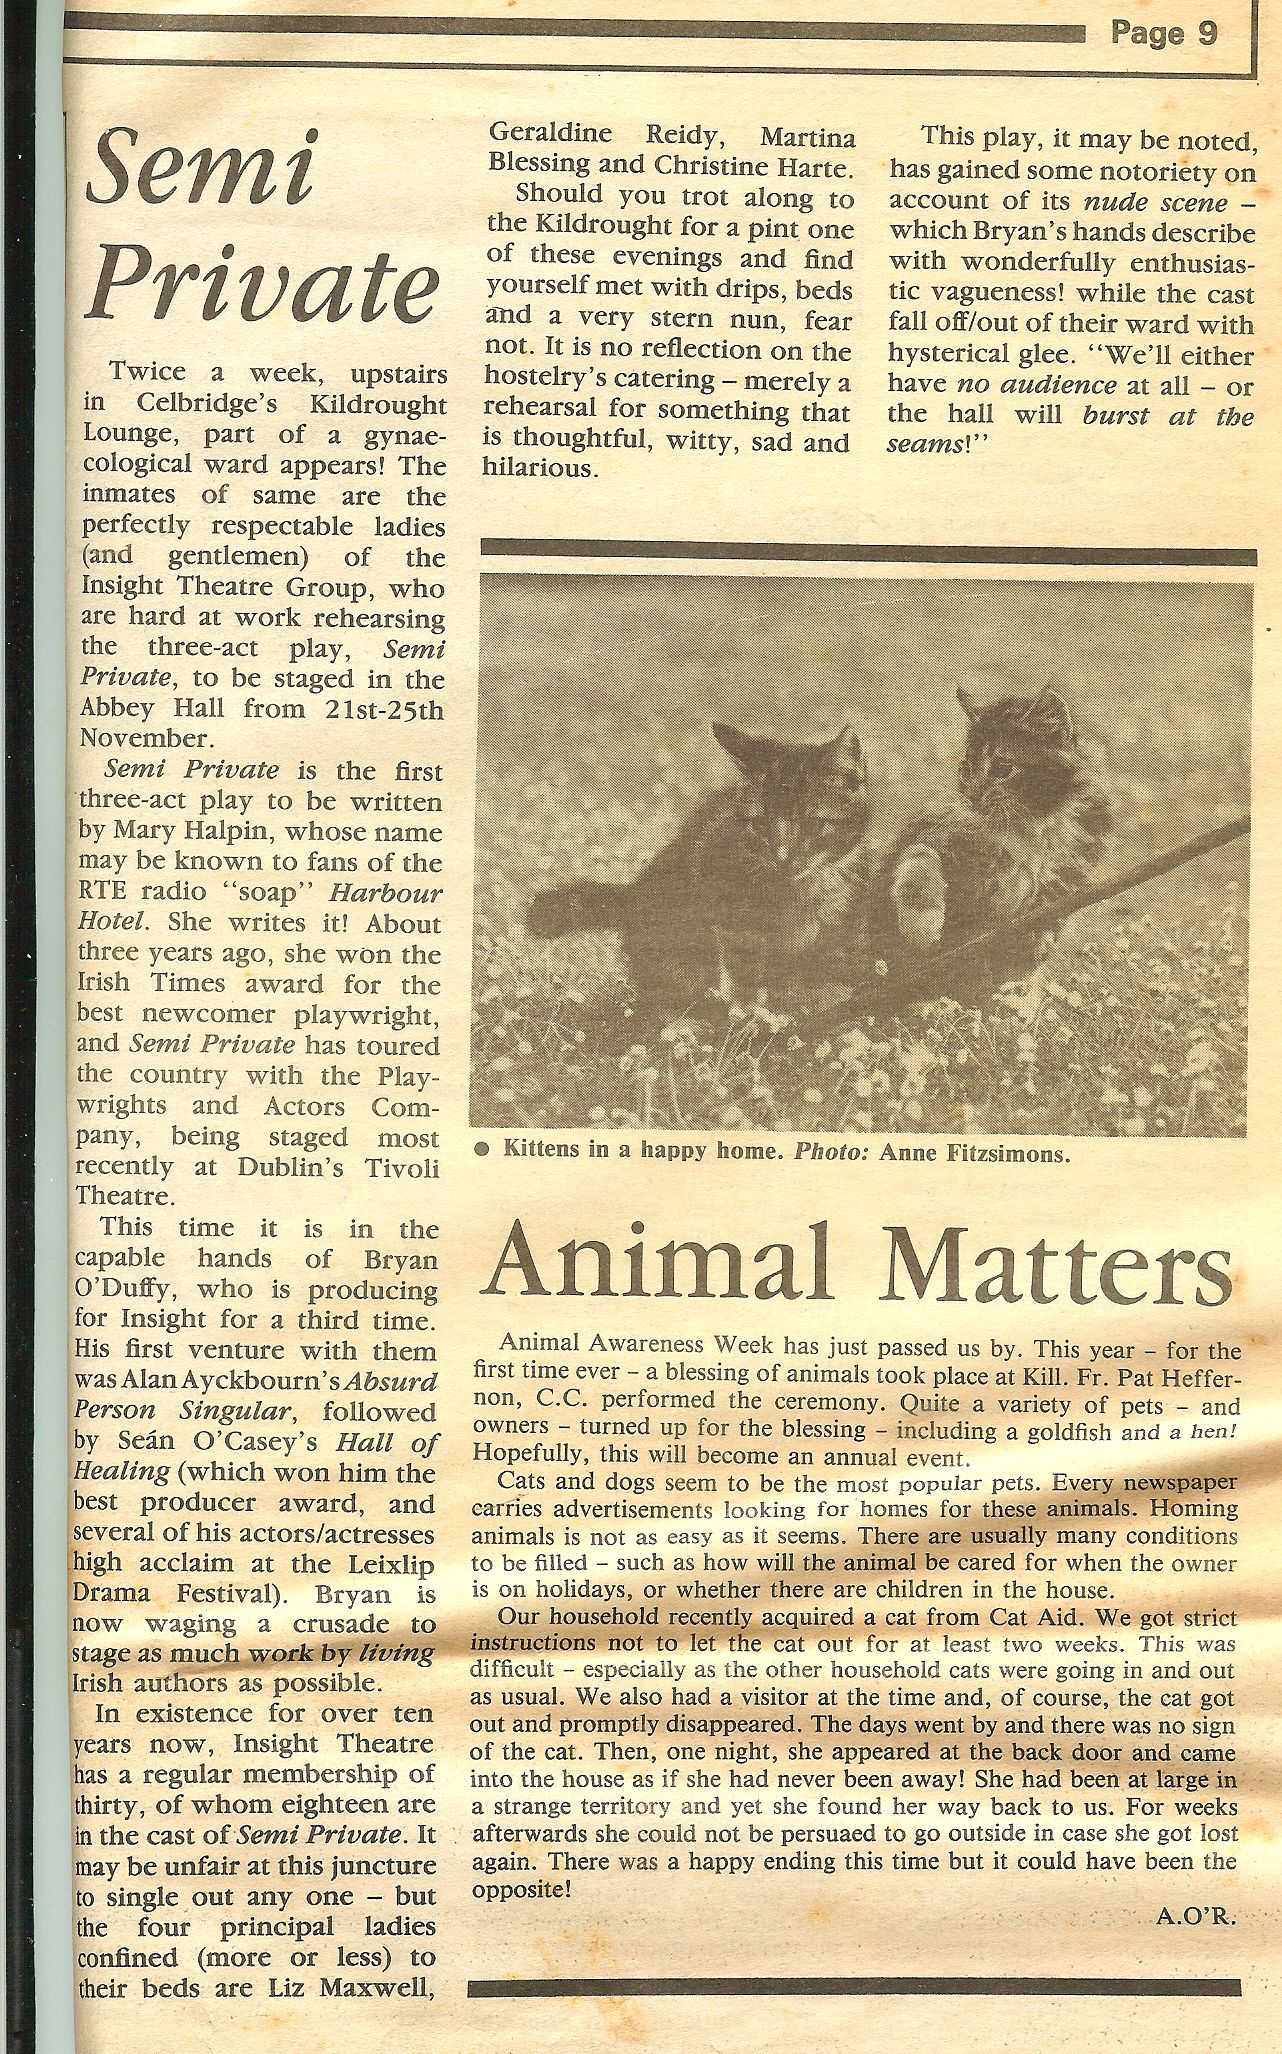 Page 9
Semi
Private
Twice a week, upstairs
in Celbridge's Kildrought
Lounge, part of a gynae-
cological ward appears! The
inmates of same are the
perfectly respectable ladies
(and gentlemen) of the
Insight Theatre Group, who
are hard at work rehearsing
the three-act play, Semi
Private, to be staged in the
Abbey Hall from 21st-25th
November.
Semi Private is the first
three-act play to be written
by Mary Halpin, whose name
may be known to fans of the
RTE radio "soap" Harbour
Hotel. She writes it! About
three years ago, she won the
Irish Times award for the
best newcomer playwright,
and Semi Private has toured
the country with the Play-
wrights and Actors Com-
pany, being staged most
recently at Dublin's Tivoli
Theatre.
This time it is in the
capable hands of Bryan
O'Duffy, who is producing
for Insight for a third time.
His first venture with them
was Alan Ayckbourn's Absurd
Person Singular, followed
by Seán O'Casey's Hall of
Healing (which won him the
best producer award, and
several of his actors/actresses
high acclaim at the Leixlip
Drama Festival). Bryan is
now waging a crusade to
stage as much work by living
Irish authors as possible.
In existence for over ten
years now, Insight Theatre
has a regular membership of
thirty, of whom eighteen are
in the cast of Semi Private. It
may be unfair at this juncture
to single out any one – but
the four principal ladies
confined (more or less) to
their beds are Liz Maxwell,
Geraldine Reidy, Martina
Blessing and Christine Harte.
Should you trot along to
the Kildrought for a pint one
of these evenings and find
yourself met with drips, beds
and a very stern nun, fear
not. It is no reflection on the
hostelry's catering – merely a
rehearsal for something that
is thoughtful, witty, sad and
hilarious.
This play, it may be noted,
has gained some notoriety on
account of its nude scene –
which Bryan's hands describe
with wonderfully enthusias-
tic vagueness! while the cast
fall off/out of their ward with
hysterical glee. "We'll either
have no audience at all – or
the hall will burst at the
seams!"
● Kittens in a happy home. Photo: Anne Fitzsimons.
Animal Matters
Animal Awareness Week has just passed us by. This year – for the
first time ever – a blessing of animals took place at Kill. Fr. Pat Heffer-
non, C.C. performed the ceremony. Quite a variety of pets – and
owners – turned up for the blessing – including a goldfish and a hen!
Hopefully, this will become an annual event.
Cats and dogs seem to be the most popular pets. Every newspaper
carries advertisements looking for homes for these animals. Homing
animals is not as easy as it seems. There are usually many conditions
to be filled – such as how will the animal be cared for when the owner
is on holidays, or whether there are children in the house.
Our household recently acquired a cat from Cat Aid. We got strict
instructions not to let the cat out for at least two weeks. This was
difficult – especially as the other household cats were going in and out
as usual. We also had a visitor at the time and, of course, the cat got
out and promptly disappeared. The days went by and there was no sign
of the cat. Then, one night, she appeared at the back door and came
into the house as if she had never been away! She had been at large in
a strange territory and yet she found her way back to us. For weeks
afterwards she could not be persuaed to go outside in case she got lost
again. There was a happy ending this time but it could have been the
opposite!
A.O'R.